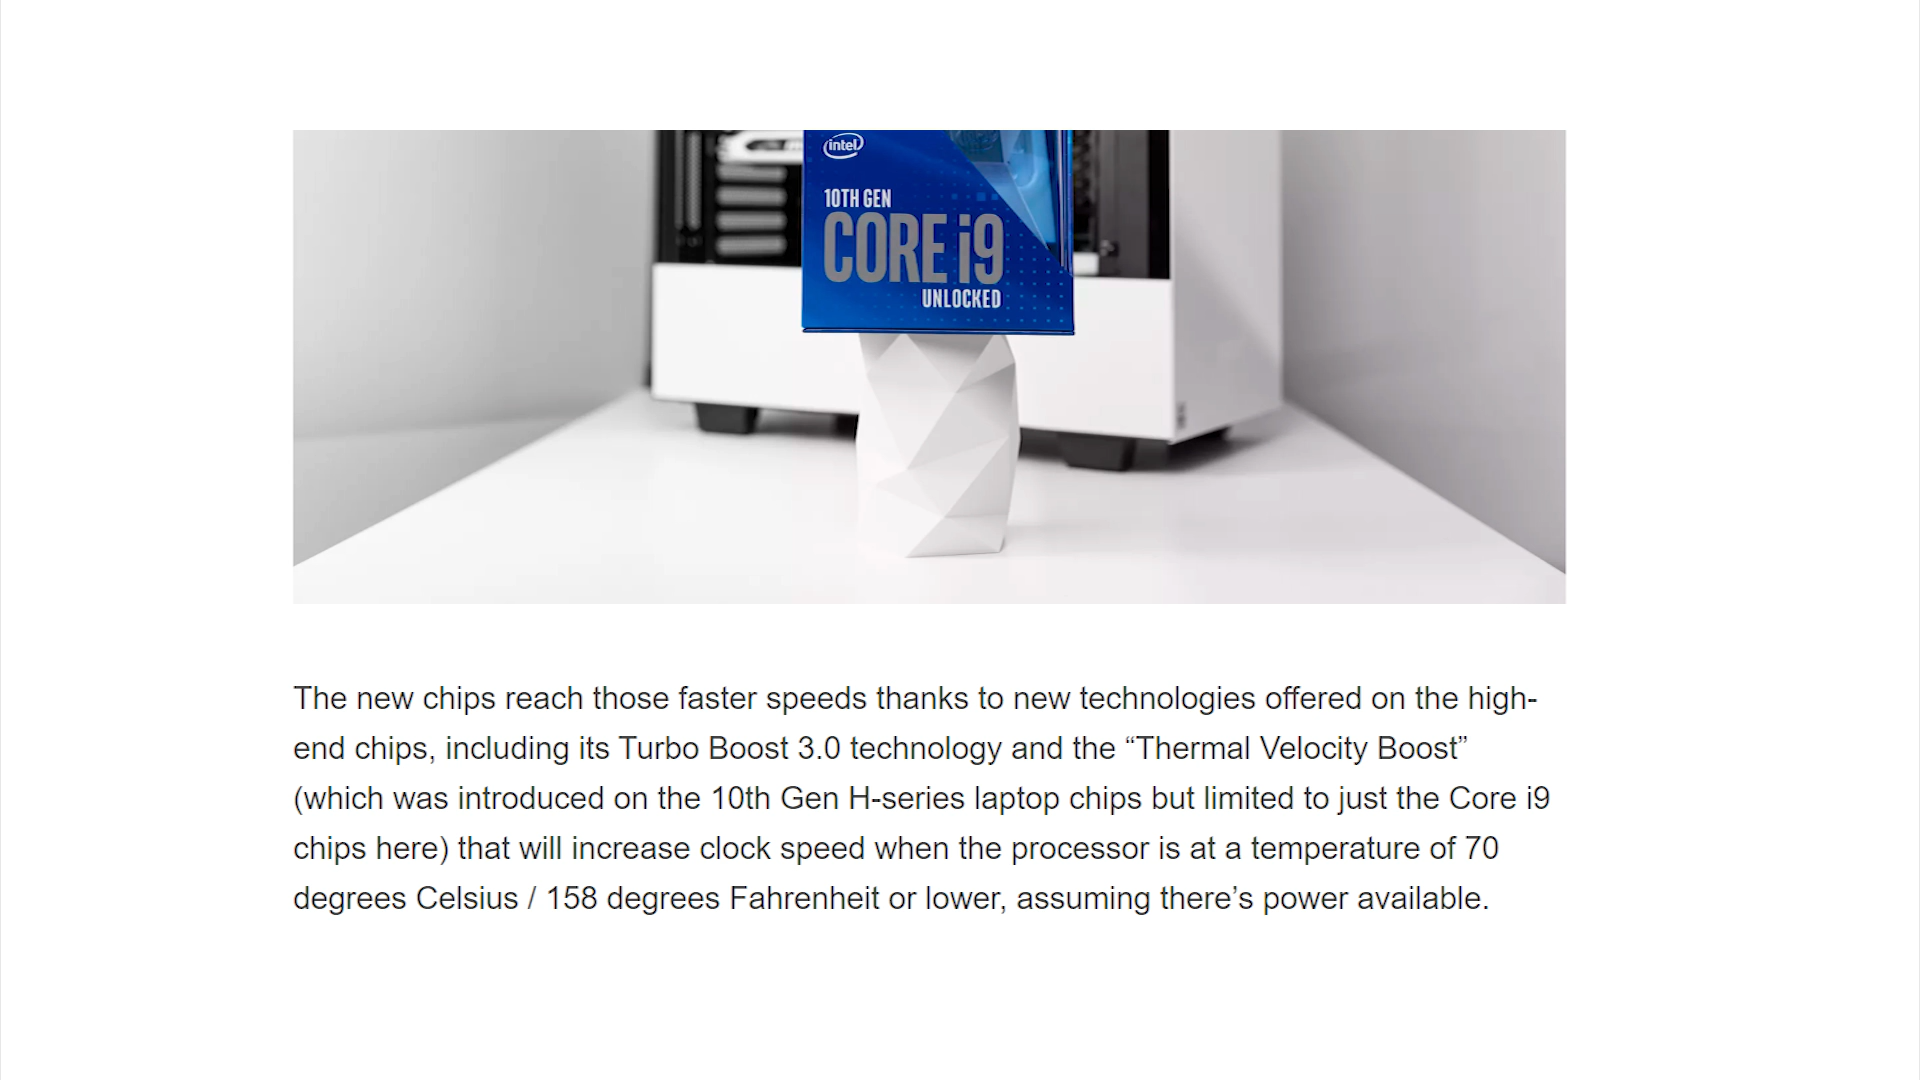 intel
10TH GEN
CORE i9
UNLOCKED
The new chips reach those faster speeds thanks to new technologies offered on the high-
end chips, including its Turbo Boost 3.0 technology and the “Thermal Velocity Boost”
(which was introduced on the 10th Gen H-series laptop chips but limited to just the Core i9
chips here) that will increase clock speed when the processor is at a temperature of 70
degrees Celsius / 158 degrees Fahrenheit or lower, assuming there’s power available.